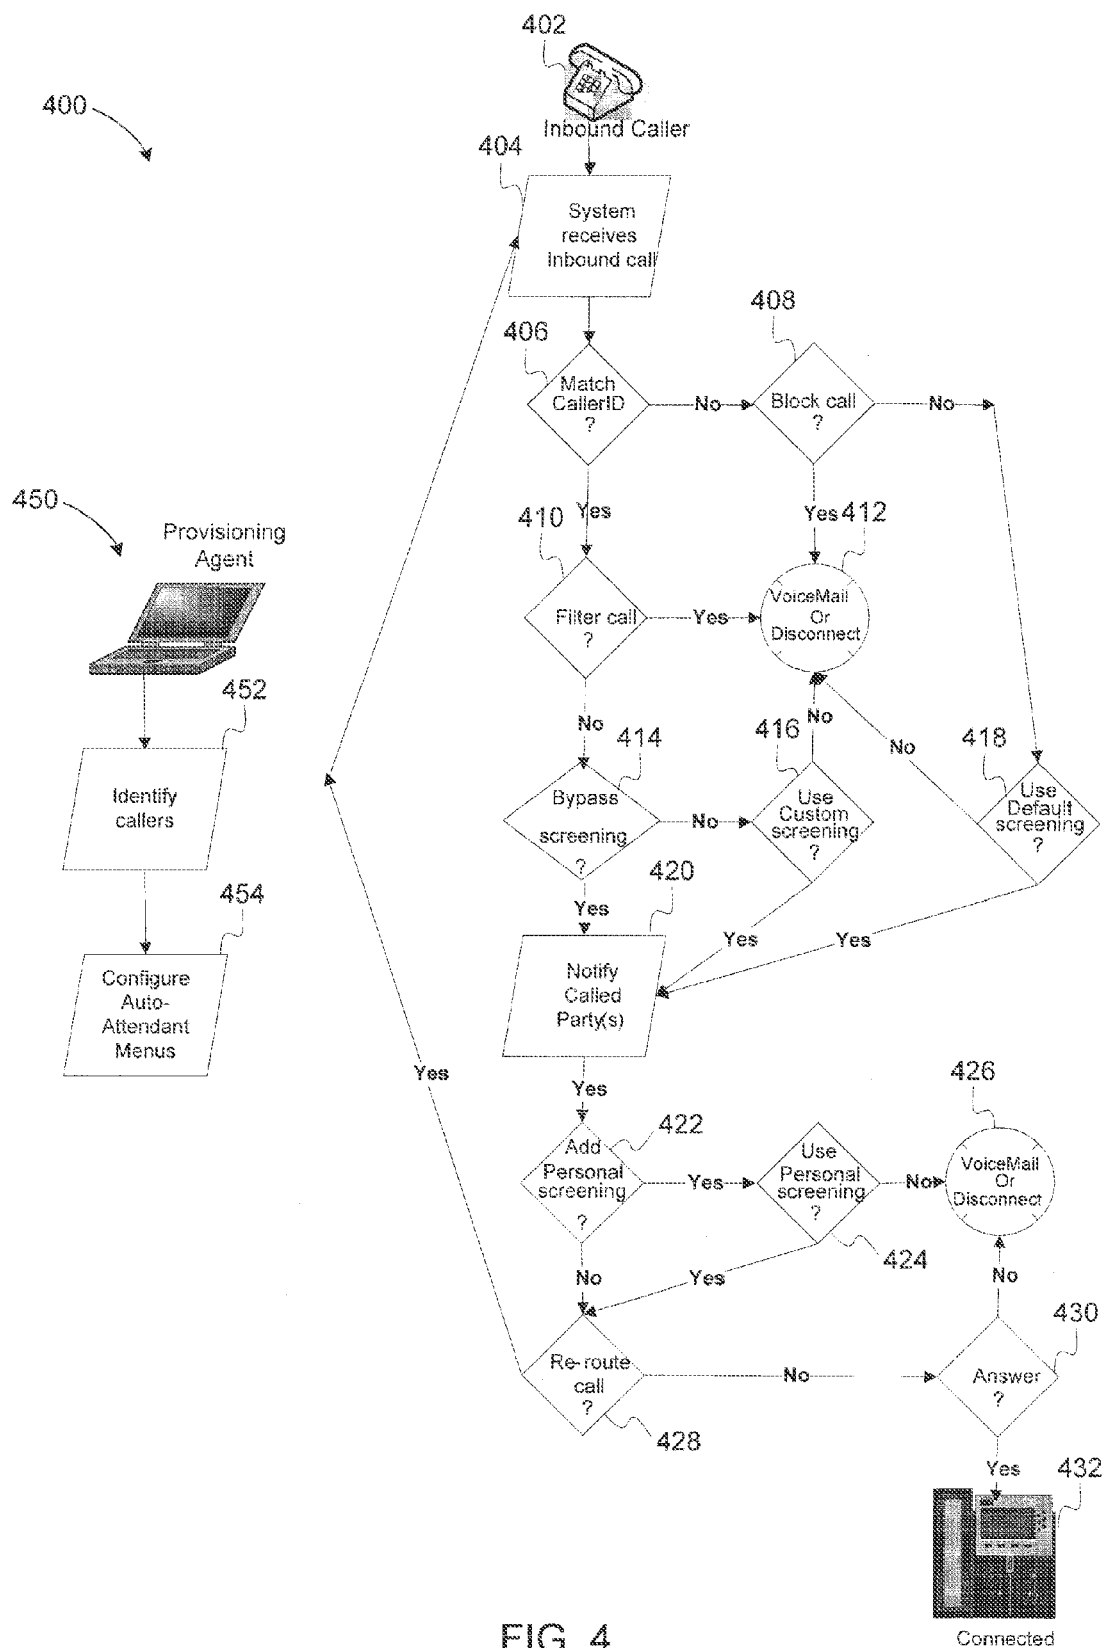 402
400
Inbound Caller
404
System
receives
Inbound call
408
406
Match
CallerID
?
No
Block call
?
No
450
Provisioning
Agent
410
Yes
Yes
412
Filter call
?
Yes
VoiceMail
Or
Disconnect
452
No
414
416
No
No
418
Identify
callers
Bypass
screening
?
No
Use
Custom
screening
?
Use
Default
screening
?
454
Yes
420
Yes
Yes
Configure
Auto-
Attendant
Menus
Notify
Called
Party(s)
Yes
Yes
426
422
Add
Personal
screening
?
Yes
Use
Personal
screening
?
No
VoiceMail
Or
Disconnect
424
No
Yes
No
430
Re-route
call
?
No
Answer
?
428
Yes
432
Connected
FIG. 4